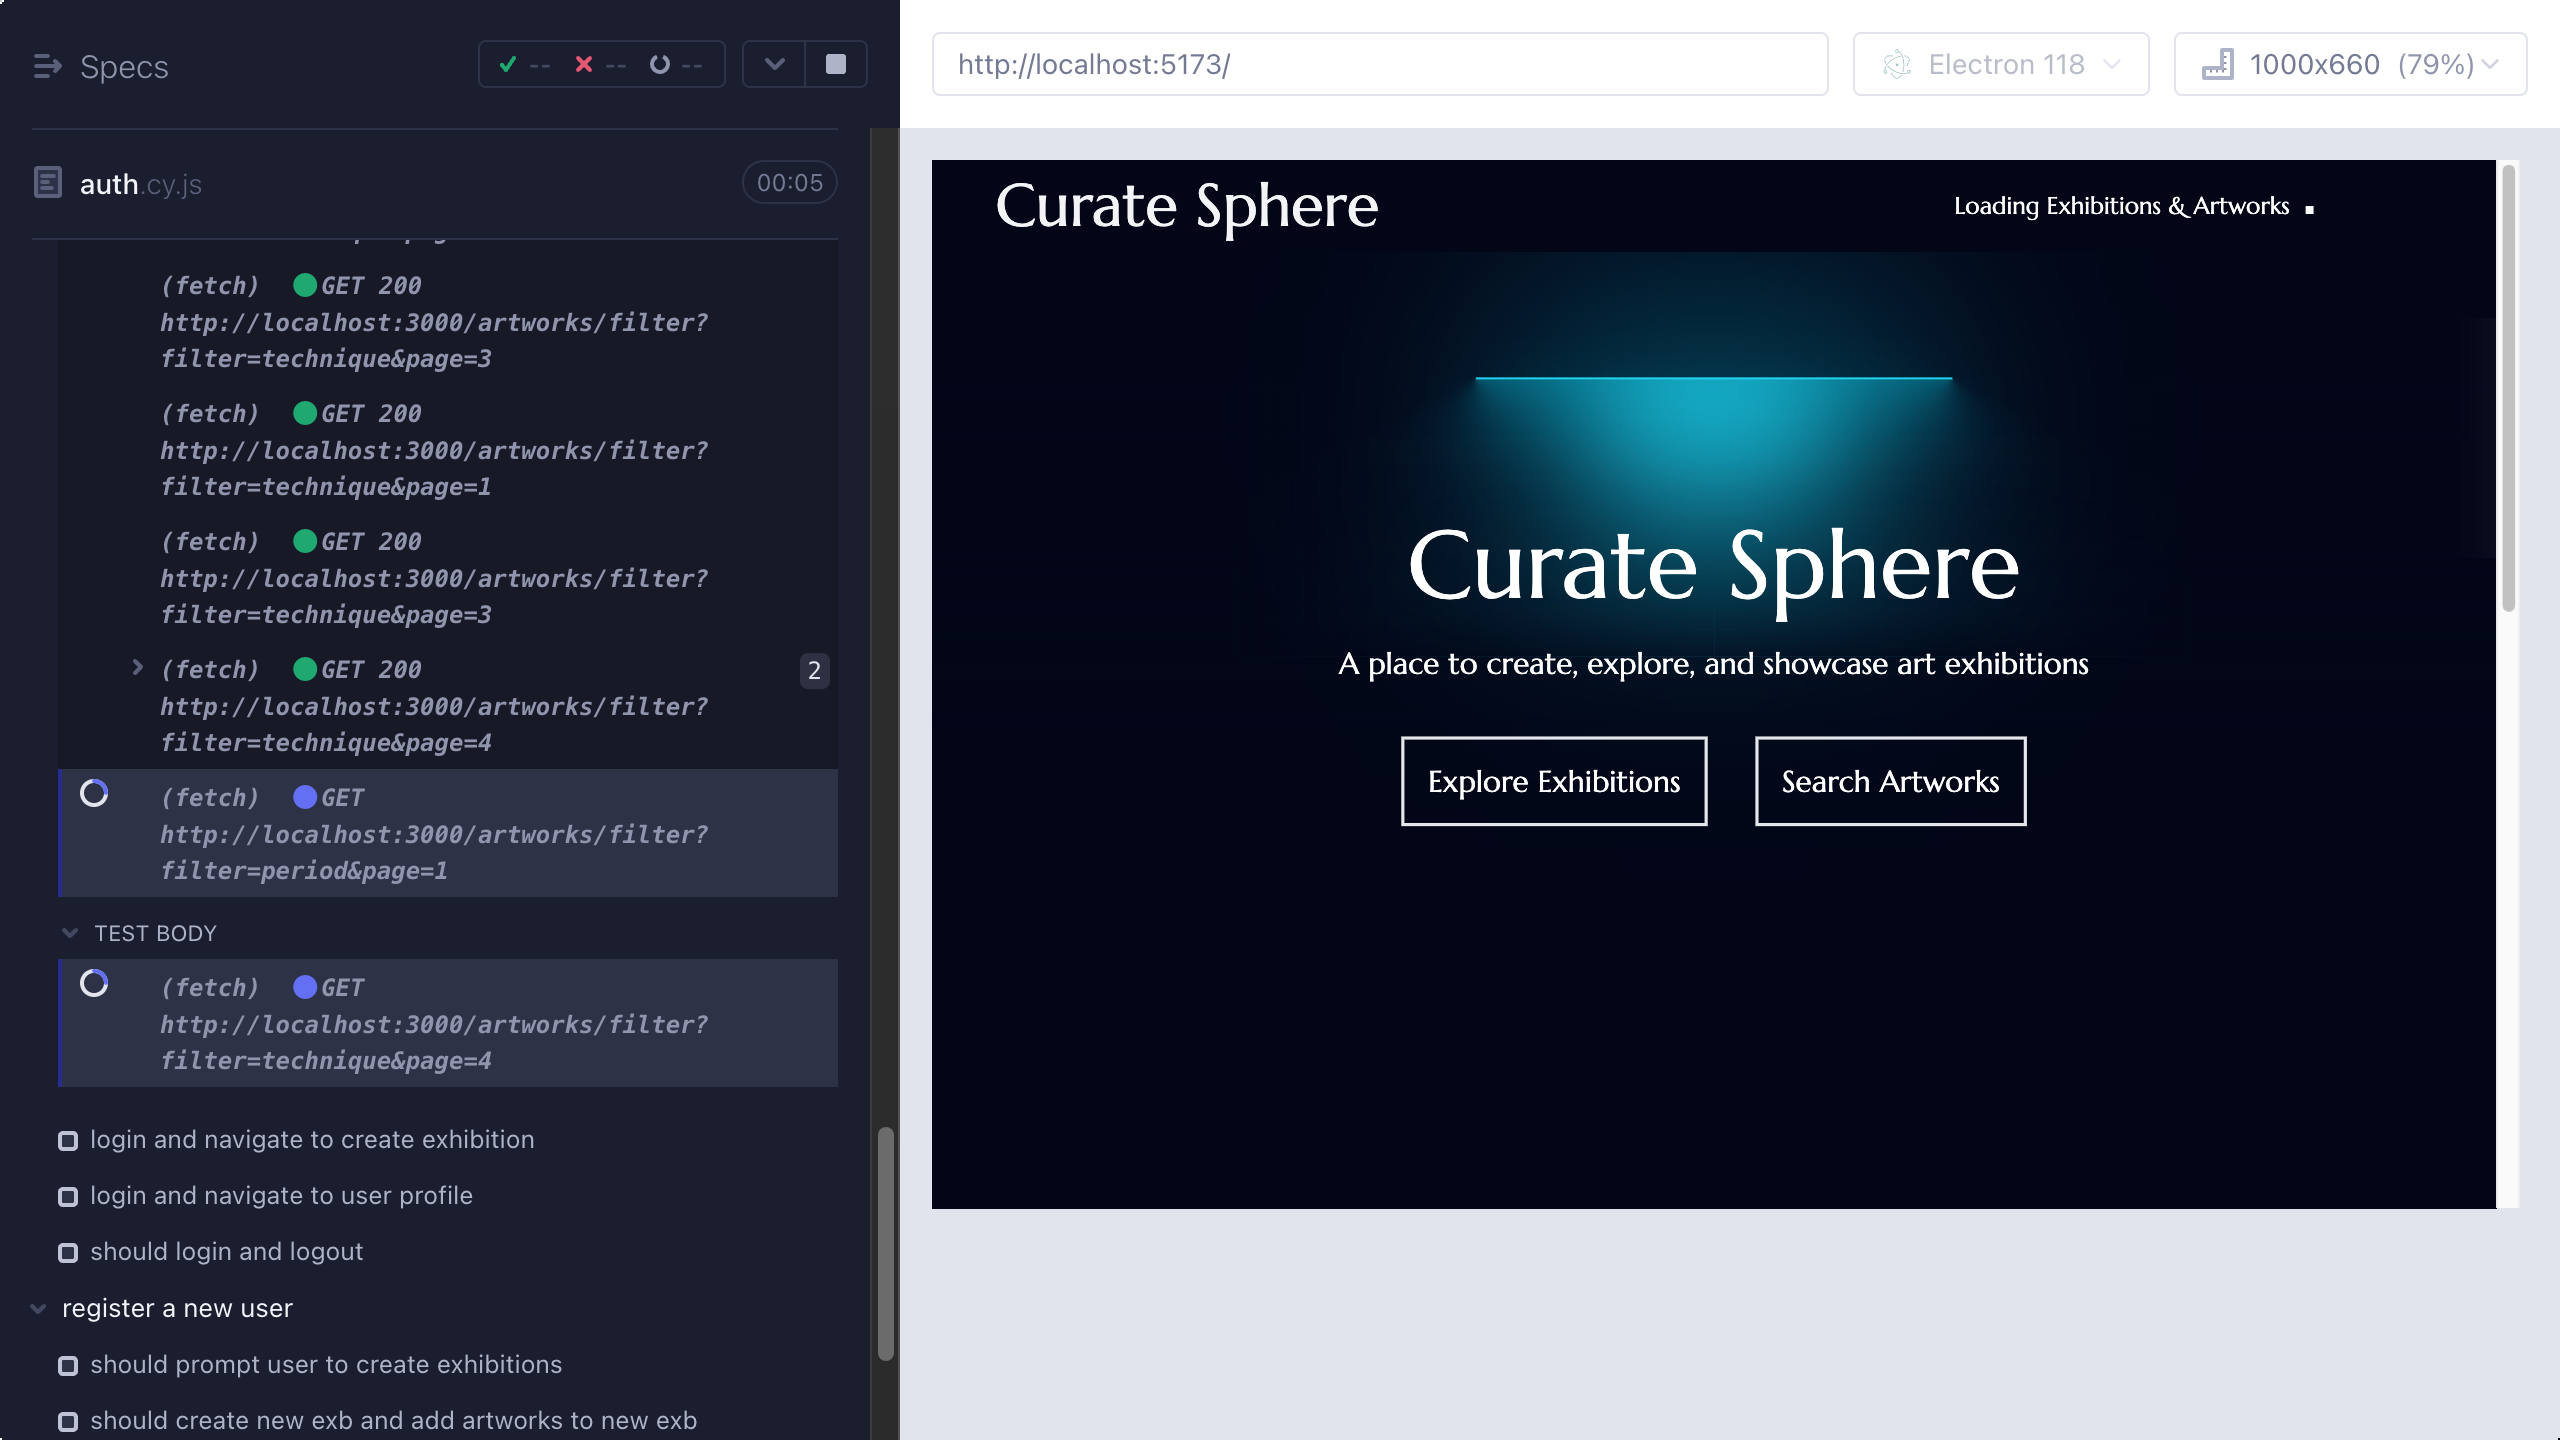 Specs
-- -- --
auth.cy.js
00:05
(fetch) GET 200
http://localhost:3000/artworks/filter?
filter=technique&page=3
(fetch) GET 200
http://localhost:3000/artworks/filter?
filter=technique&page=1
(fetch) GET 200
http://localhost:3000/artworks/filter?
filter=technique&page=3
(fetch) GET 200
2
http://localhost:3000/artworks/filter?
filter=technique&page=4
(fetch) GET
http://localhost:3000/artworks/filter?
filter=period&page=1
TEST BODY
(fetch) GET
http://localhost:3000/artworks/filter?
filter=technique&page=4
login and navigate to create exhibition
login and navigate to user profile
should login and logout
register a new user
should prompt user to create exhibitions
should create new exb and add artworks to new exb
http://localhost:5173/
Electron 118
1000x660 (79%)
Curate Sphere
Loading Exhibitions & Artworks
Curate Sphere
A place to create, explore, and showcase art exhibitions
Explore Exhibitions
Search Artworks